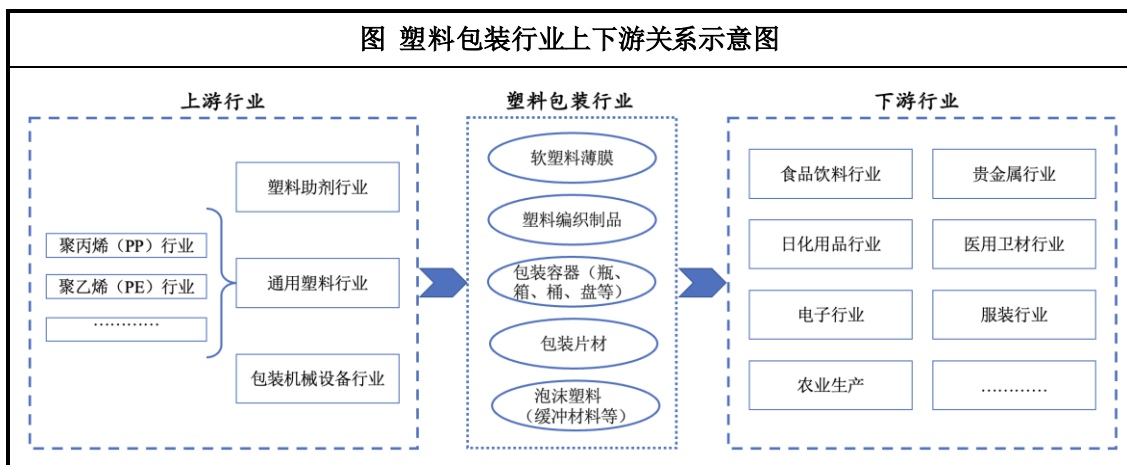 图 塑料包装行业上下游关系示意图
上游行业
塑料助剂行业
聚丙烯（PP）行业
聚乙烯（PE）行业
…………
通用塑料行业
包装机械设备行业
塑料包装行业
软塑料薄膜
塑料编织制品
包装容器（瓶、
箱、桶、盘等）
包装片材
泡沫塑料
（缓冲材料等）
下游行业
食品饮料行业
贵金属行业
日化用品行业
医用卫材行业
电子行业
服装行业
农业生产
…………